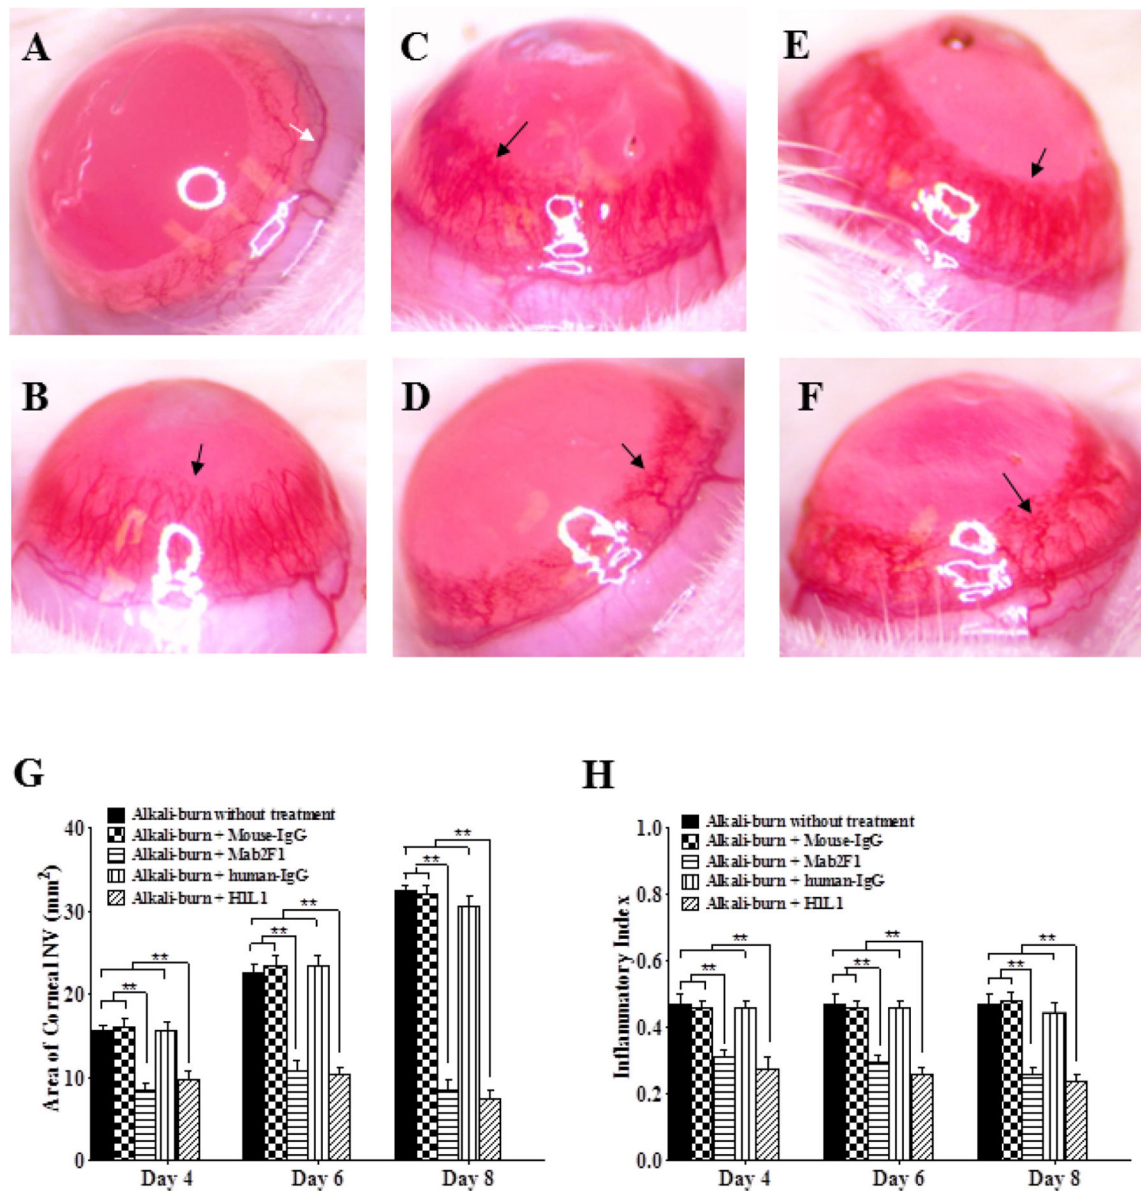 A
C
E
B
D
F
G
Alkali-burn without treatment
Alkali-burn + Mouse-IgG
Alkali-burn + Mab2F1
Alkali-burn + human-IgG
Alkali-burn + H1L1
Area of Corneal NV (mm²)
40
30
20
10
0
** ** ** ** ** **
Day 4 Day 6 Day 8
H
Alkali-burn without treatment
Alkali-burn + Mouse-IgG
Alkali-burn + Mab2F1
Alkali-burn + human-IgG
Alkali-burn + H1L1
Inflammatory Index
1.0
0.8
0.6
0.4
0.2
0.0
** ** ** ** ** **
Day 4 Day 6 Day 8